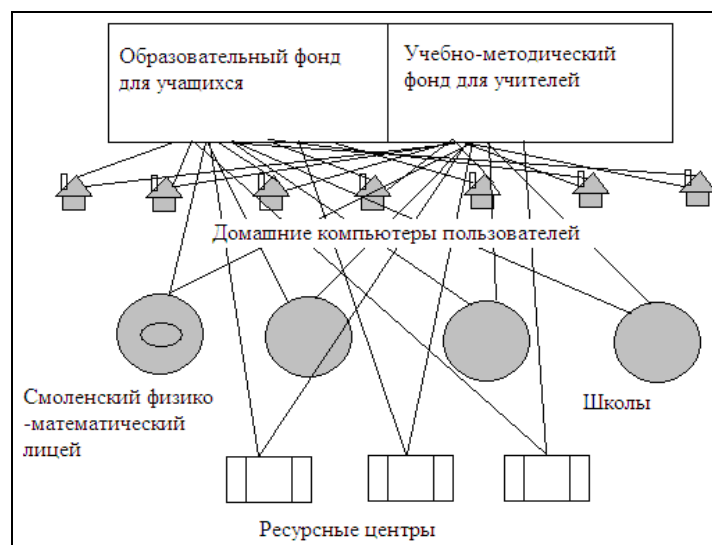 Образовательный фонд
для учащихся
Учебно-методический
фонд для учителей
Домашние компьютеры пользователей
Смоленский физико
-математический
лицей
Школы
Ресурсные центры